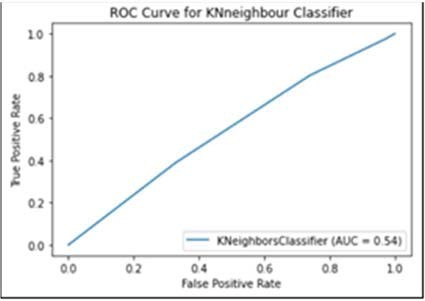 ROC Curve for KNneighbour Classifier
True Positive Rate
1.0
0.8
0.6
0.4
0.2
0.0
KNeighborsClassifier (AUC = 0.54)
0.0 0.2 0.4 0.6 0.8 1.0
False Positive Rate